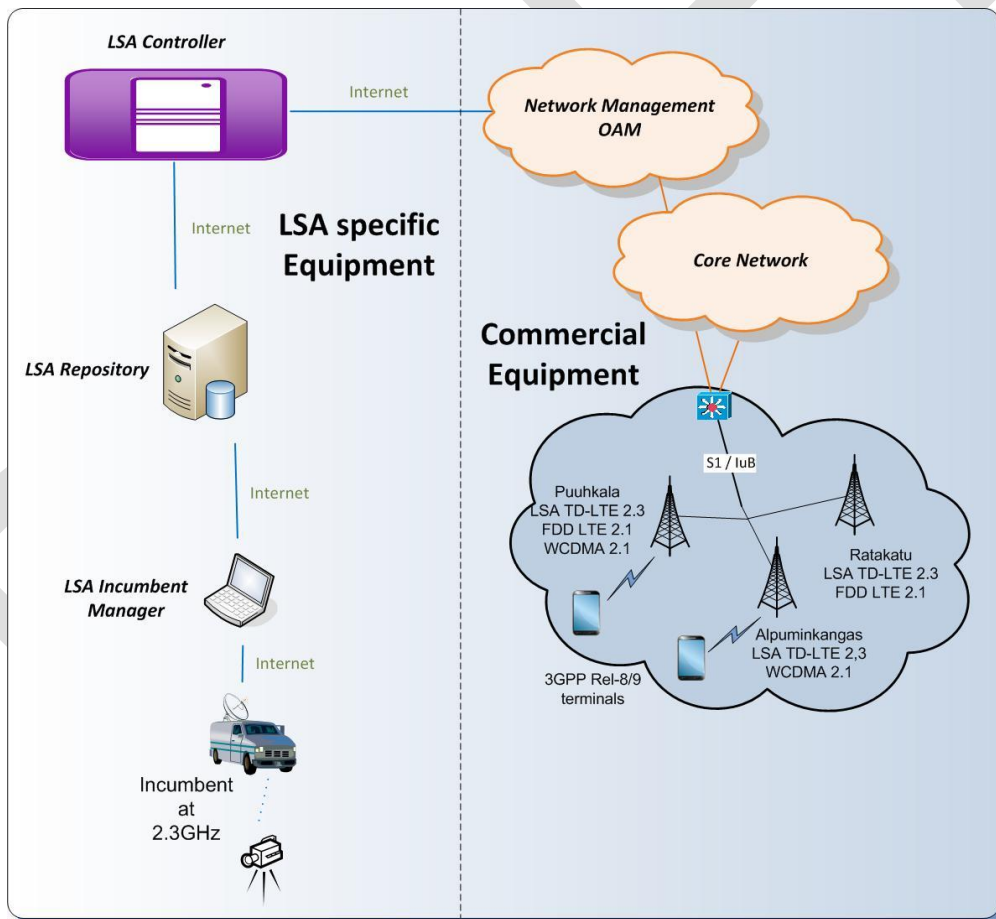 LSA Controller
Internet
Network Management
OAM
Internet
LSA specific
Equipment
Core Network
LSA Repository
Commercial
Equipment
S1 / IuB
Internet
Puuhkala
LSA TD-LTE 2.3
FDD LTE 2.1
WCDMA 2.1
Ratakatu
LSA TD-LTE 2.3
FDD LTE 2.1
LSA Incumbent
Manager
Alpuminkangas
LSA TD-LTE 2,3
WCDMA 2.1
Internet
3GPP Rel-8/9
terminals
Incumbent
at
2.3GHz